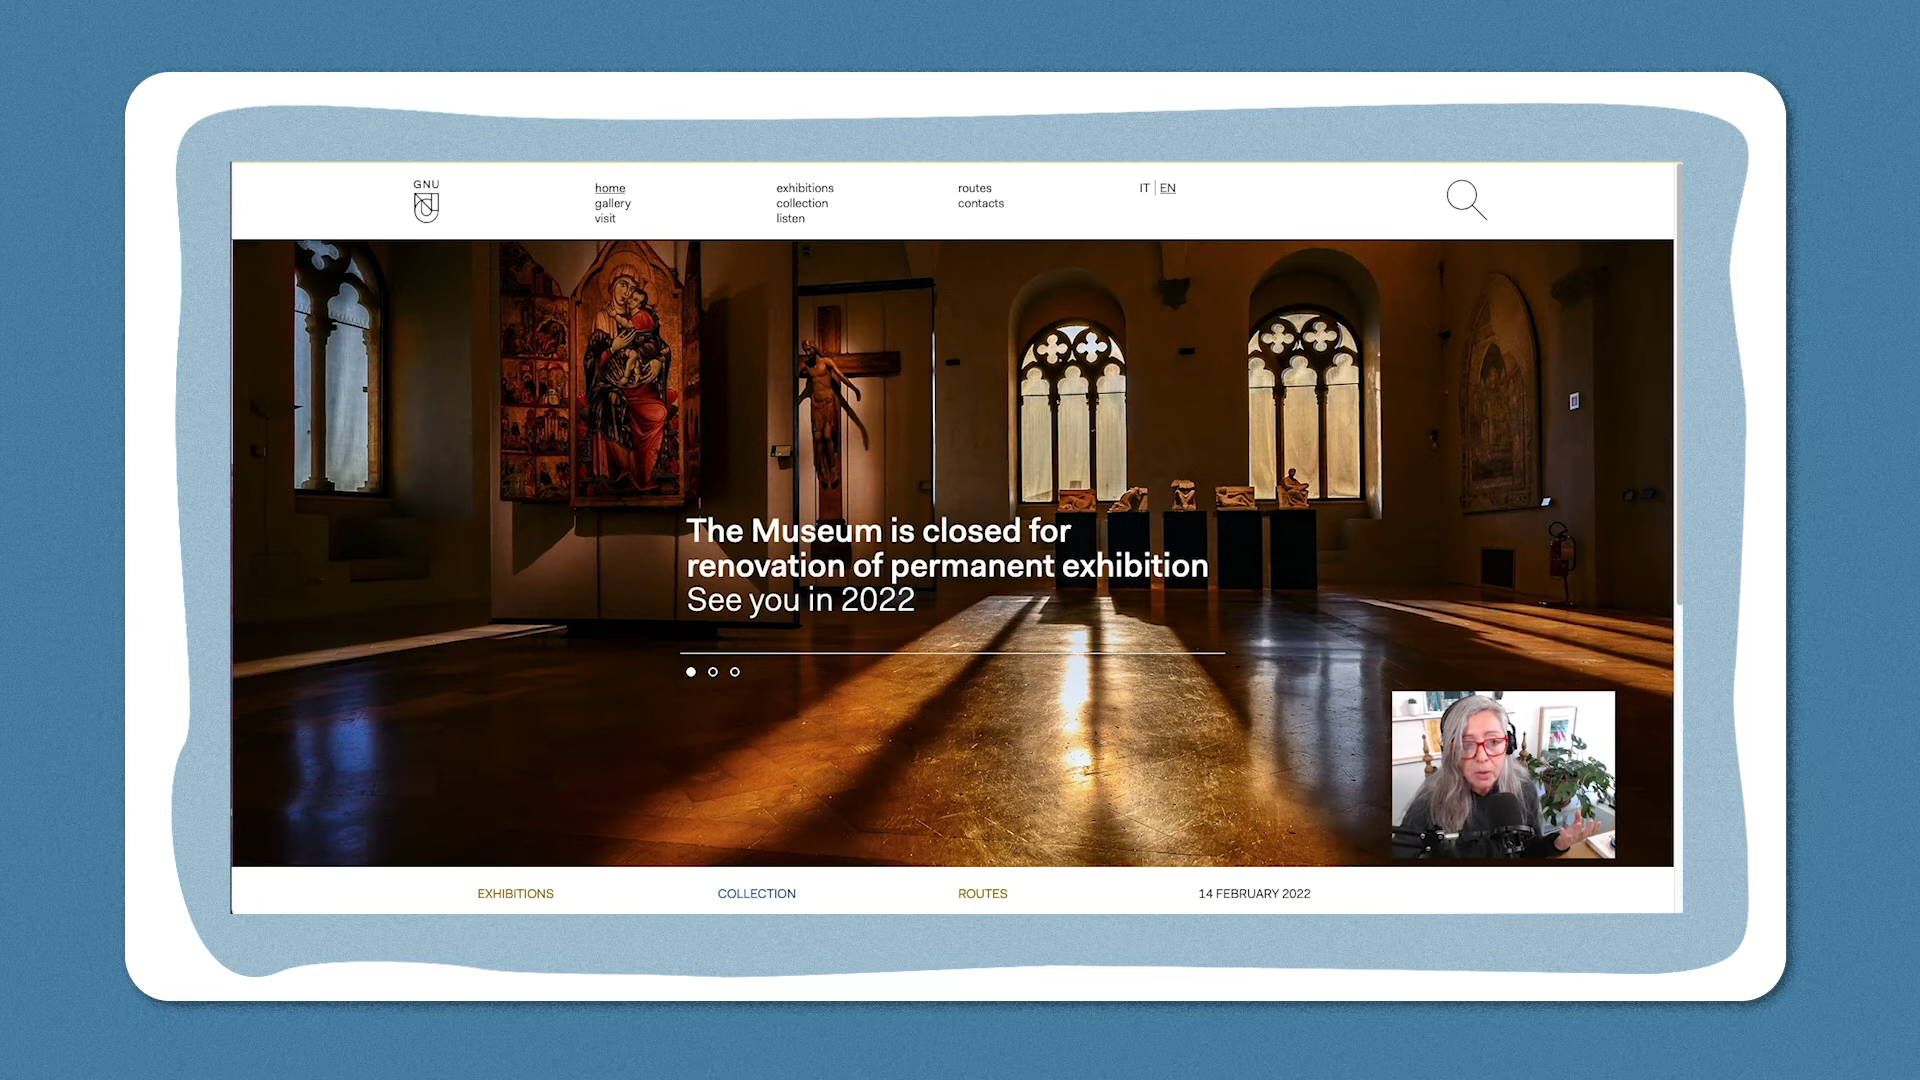 GNU
home
gallery
visit
exhibitions
collection
listen
routes
contacts
IT | EN
The Museum is closed for
renovation of permanent exhibition
See you in 2022
EXHIBITIONS
COLLECTION
ROUTES
14 FEBRUARY 2022